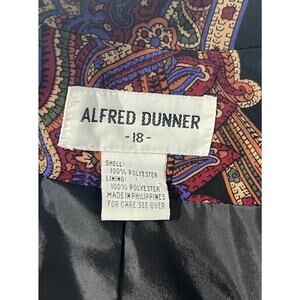 ALFRED DUNNER
-18-
SHELL:
100% POLYESTER
LINING:
100% POLYESTER
MADE IN PHILIPPINES
FOR CARE SEE OVER